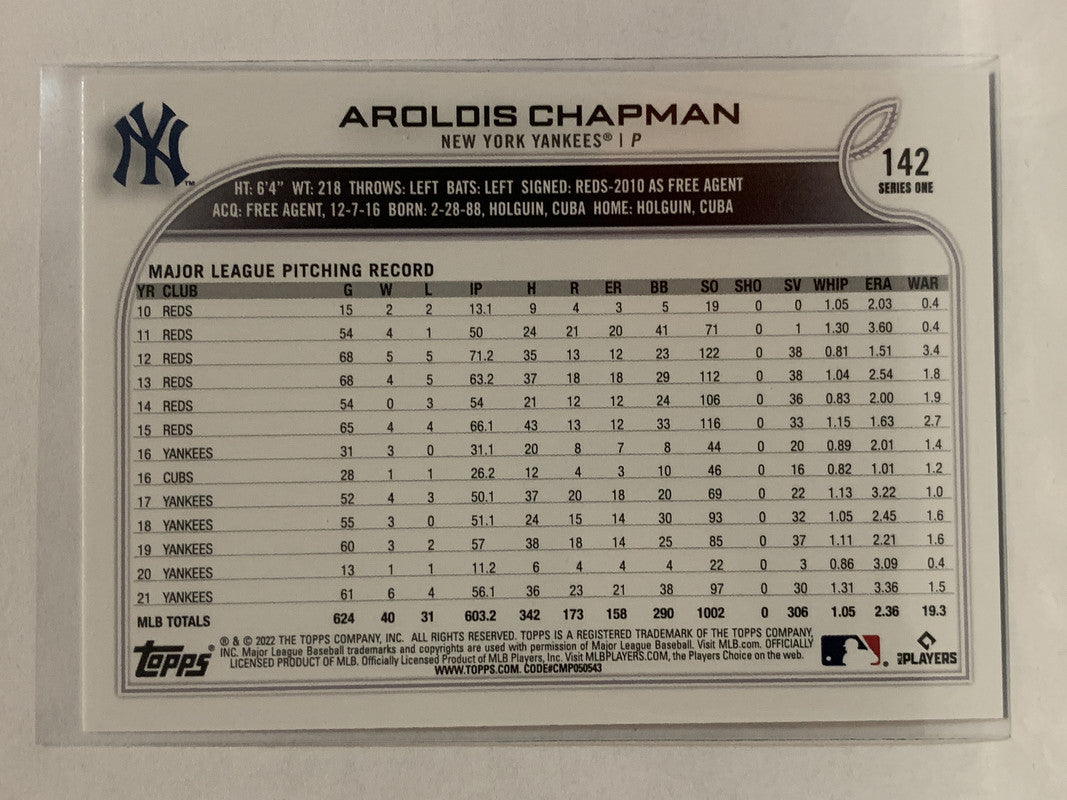 NY™
AROLDIS CHAPMAN
NEW YORK YANKEES® | P
142
SERIES ONE
HT: 6'4" WT: 218 THROWS: LEFT BATS: LEFT SIGNED: REDS-2010 AS FREE AGENT
ACQ: FREE AGENT, 12-7-16 BORN: 2-28-88, HOLGUIN, CUBA HOME: HOLGUIN, CUBA
MAJOR LEAGUE PITCHING RECORD
YR CLUB G W L IP H R ER BB SO SHO SV WHIP ERA WAR
10 REDS 15 2 2 13.1 9 4 3 5 19 0 0 1.05 2.03 0.4
11 REDS 54 4 1 50 24 21 20 41 71 0 1 1.30 3.60 0.4
12 REDS 68 5 5 71.2 35 13 12 23 122 0 38 0.81 1.51 3.4
13 REDS 68 4 5 63.2 37 18 18 29 112 0 38 1.04 2.54 1.8
14 REDS 54 0 3 54 21 12 12 24 106 0 36 0.83 2.00 1.9
15 REDS 65 4 4 66.1 43 13 12 33 116 0 33 1.15 1.63 2.7
16 YANKEES 31 3 0 31.1 20 8 7 8 44 0 20 0.89 2.01 1.4
16 CUBS 28 1 1 26.2 12 4 3 10 46 0 16 0.82 1.01 1.2
17 YANKEES 52 4 3 50.1 37 20 18 20 69 0 22 1.13 3.22 1.0
18 YANKEES 55 3 0 51.1 24 15 14 30 93 0 32 1.05 2.45 1.6
19 YANKEES 60 3 2 57 38 18 14 25 85 0 37 1.11 2.21 1.6
20 YANKEES 13 1 1 11.2 6 4 4 4 22 0 3 0.86 3.09 0.4
21 YANKEES 61 6 4 56.1 36 23 21 38 97 0 30 1.31 3.36 1.5
MLB TOTALS 624 40 31 603.2 342 173 158 290 1002 0 306 1.05 2.36 19.3
topps®
® & © 2022 THE TOPPS COMPANY, INC. ALL RIGHTS RESERVED. TOPPS IS A REGISTERED TRADEMARK OF THE TOPPS COMPANY,
INC. Major League Baseball trademarks and copyrights are used with permission of Major League Baseball. Visit MLB.com. OFFICIALLY
LICENSED PRODUCT OF MLB. Officially Licensed Product of MLB Players, Inc. Visit MLBPLAYERS.COM, the Players Choice on the web.
WWW.TOPPS.COM. CODE#CMP050543
MLB PLAYERS